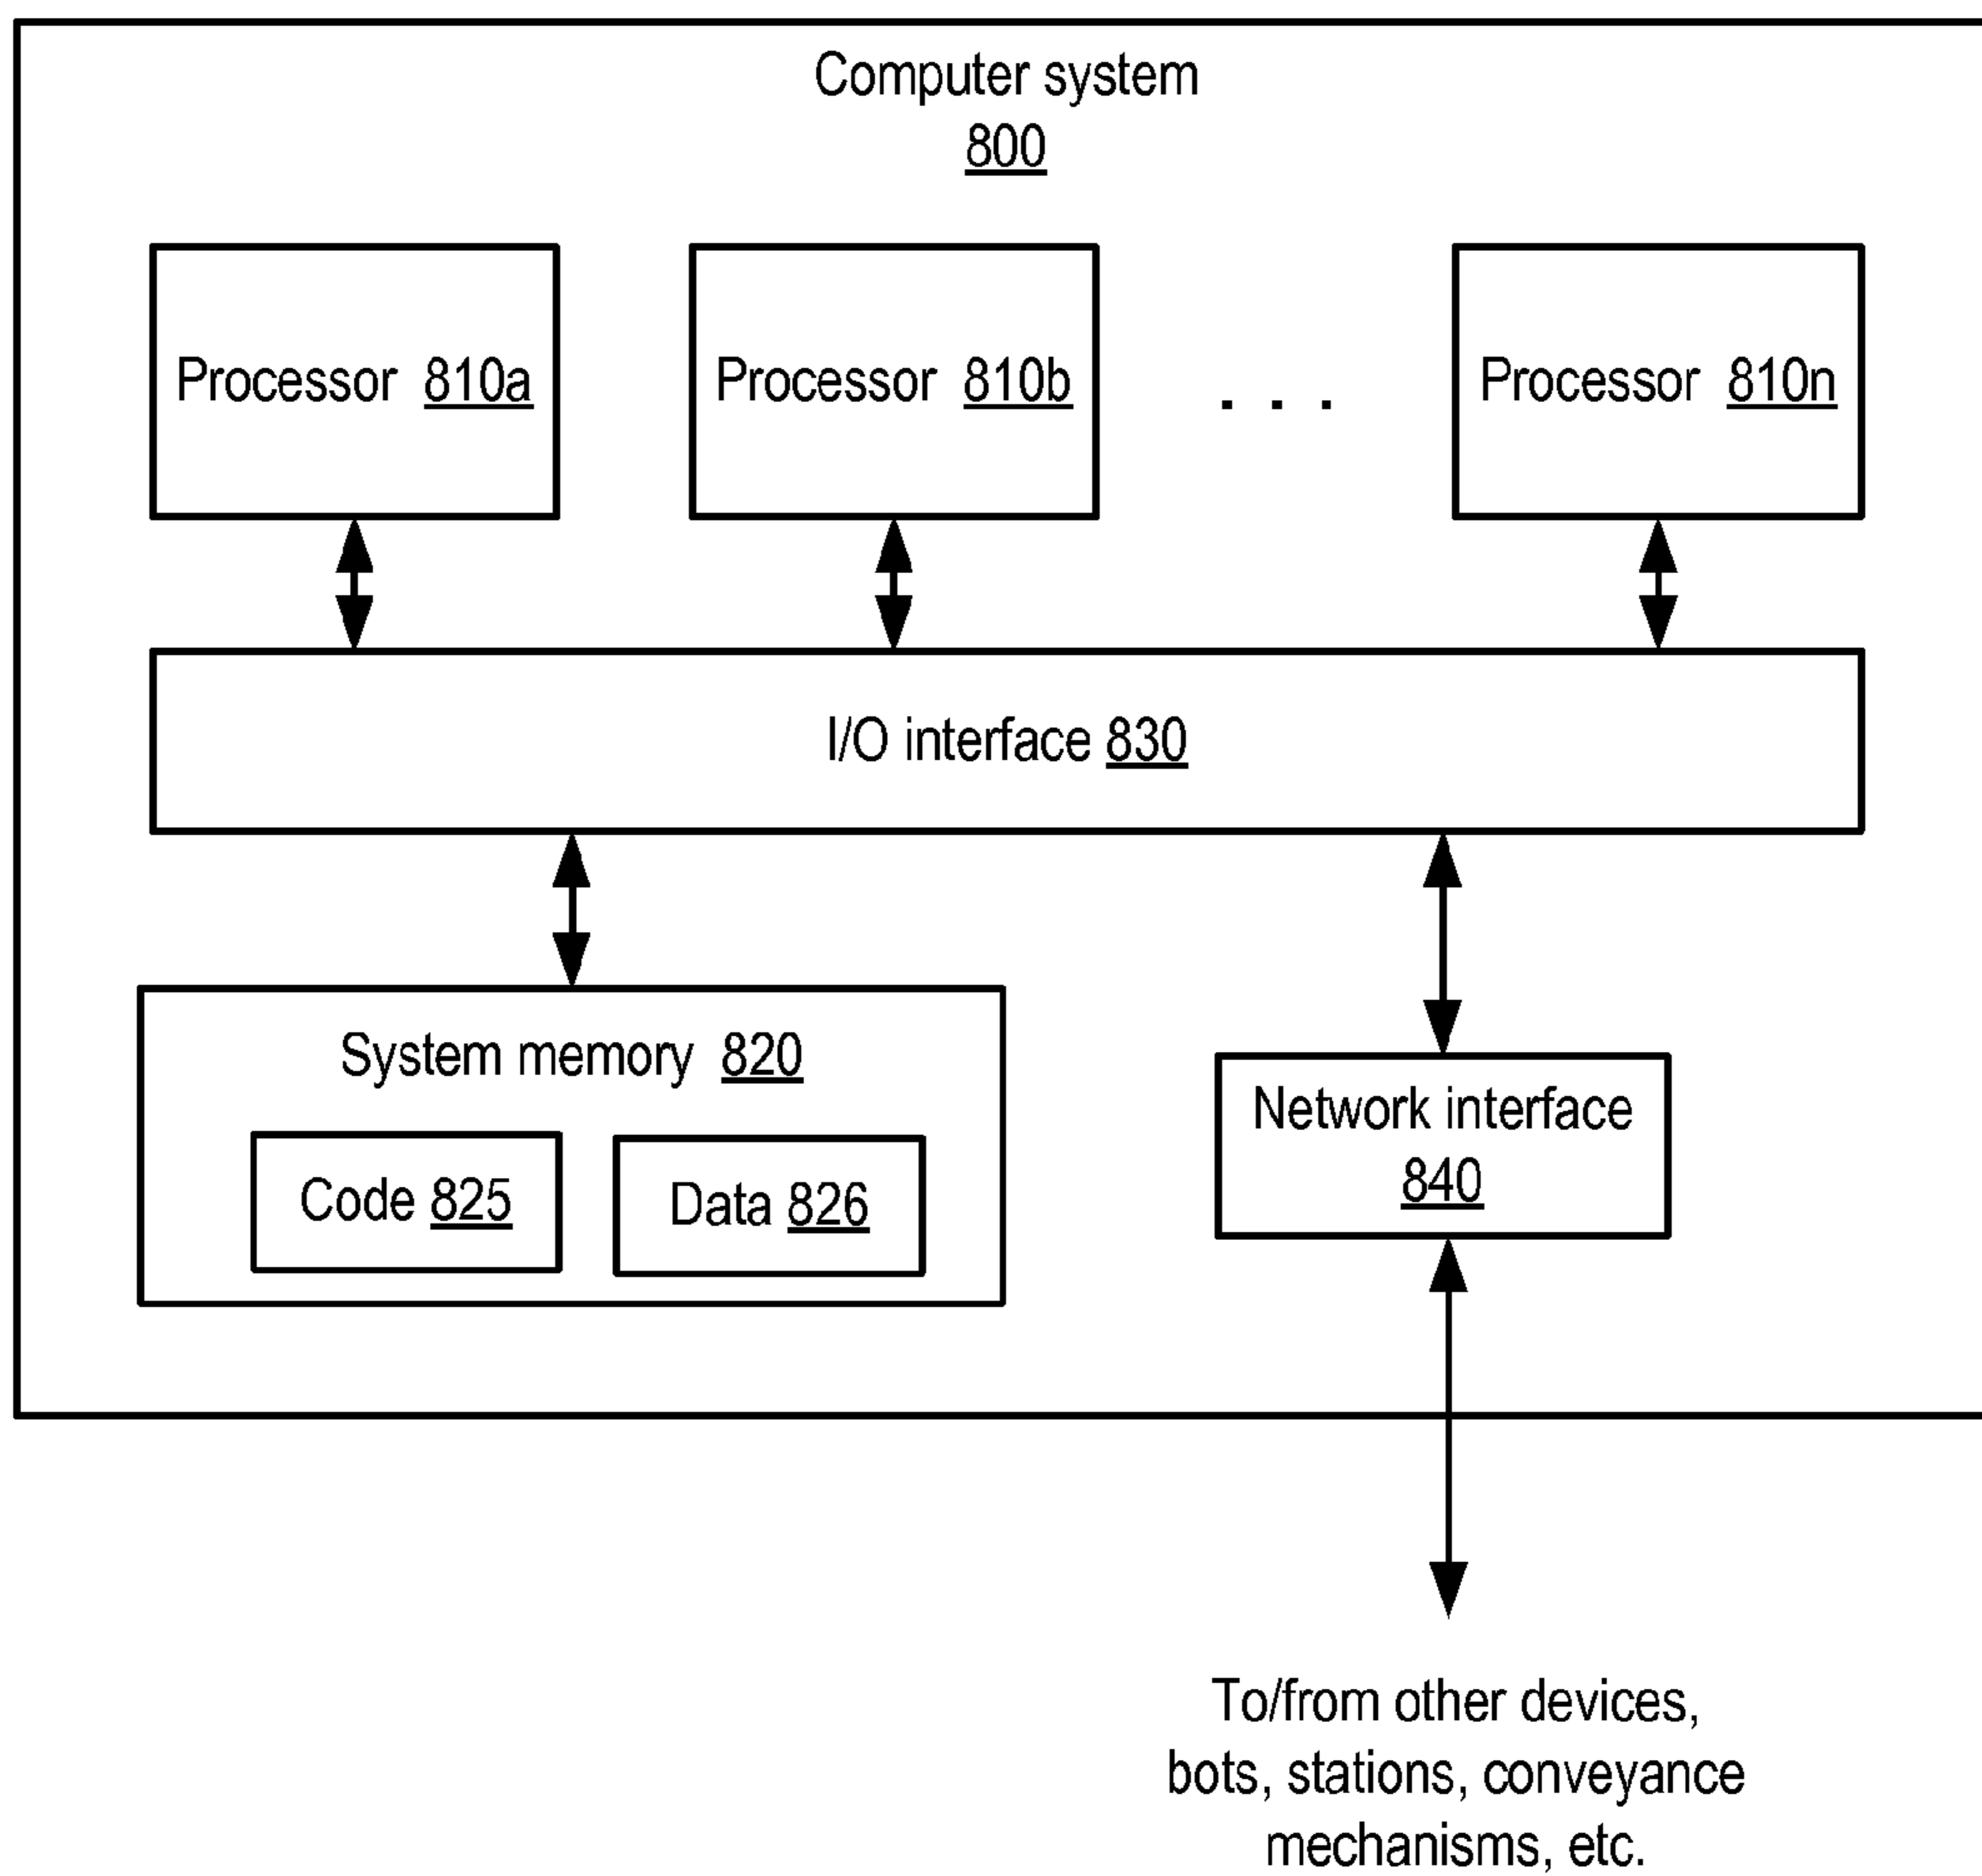 Computer system
800
Processor 810a
Processor 810b
. . .
Processor 810n
I/O interface 830
System memory 820
Code 825
Data 826
Network interface
840
To/from other devices,
bots, stations, conveyance
mechanisms, etc.